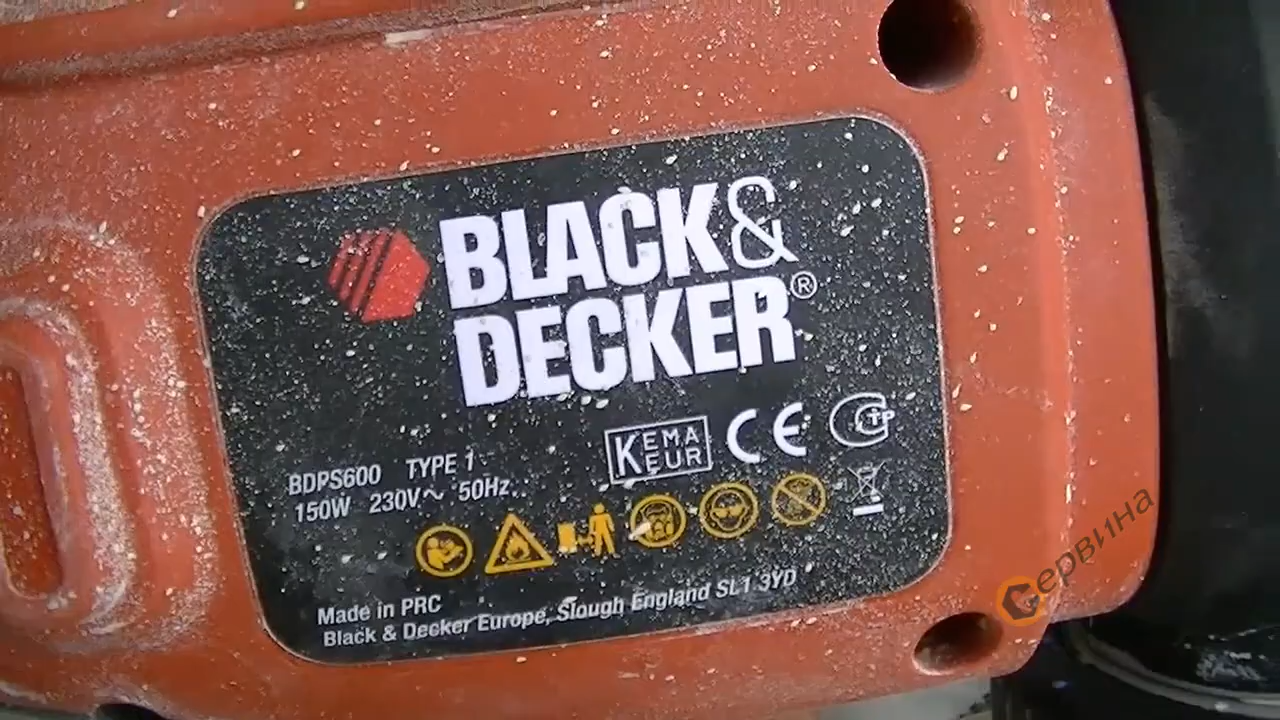 BLACK&
DECKER®
KEMA
EUR
CE
BDPS600 TYPE 1
150W 230V~ 50Hz
Made in PRC
Black & Decker Europe, Slough England SL1 3YD
Сервина